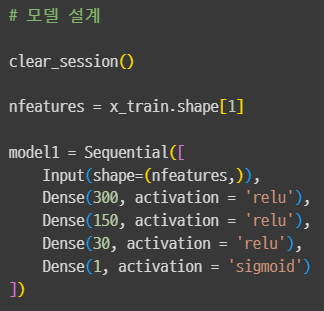 # 모델 설계
clear_session()
nfeatures = x_train.shape[1]
model1 = Sequential([
    Input(shape=(nfeatures,)),
    Dense(300, activation = 'relu'),
    Dense(150, activation = 'relu'),
    Dense(30, activation = 'relu'),
    Dense(1, activation = 'sigmoid')
])